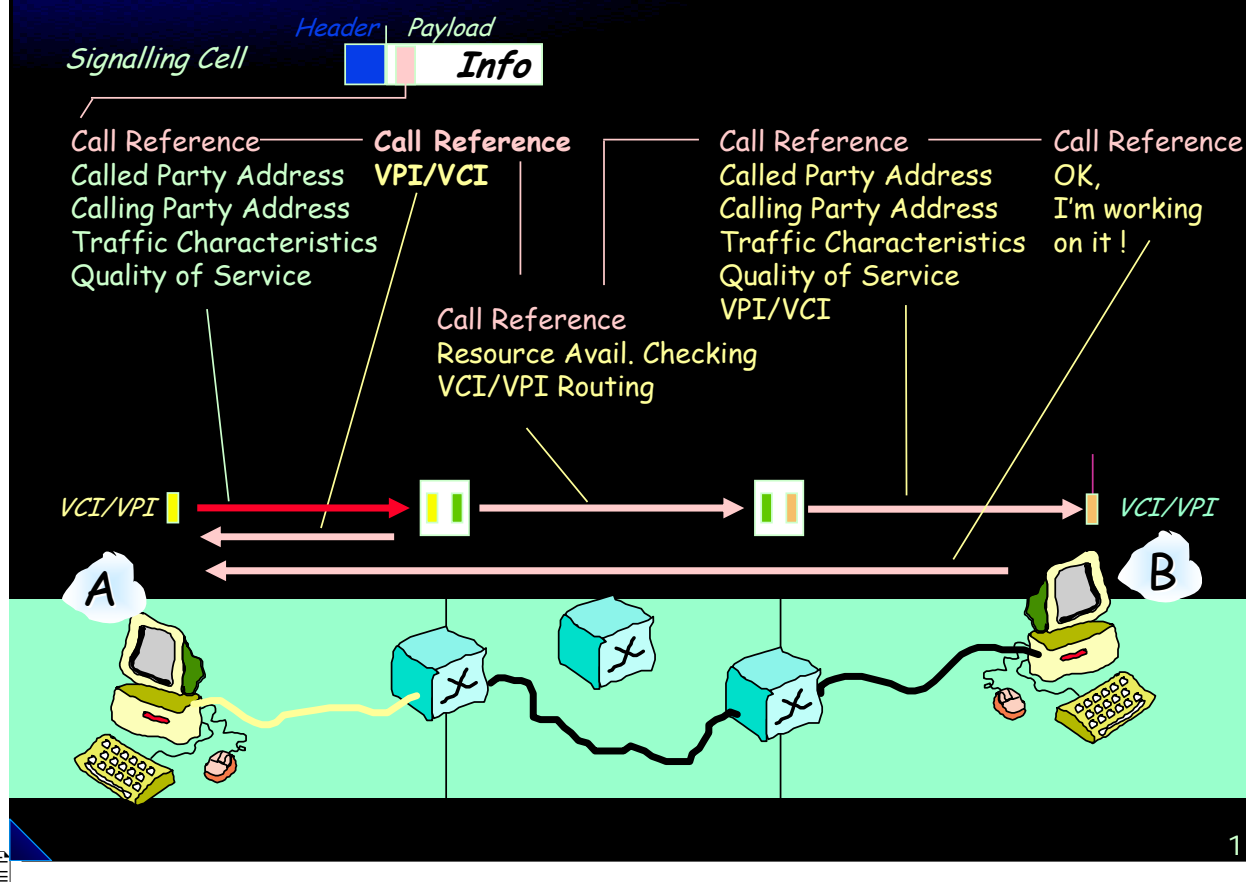 Header Payload
Signalling Cell
Info
Call Reference
Called Party Address
Calling Party Address
Traffic Characteristics
Quality of Service
Call Reference
VPI/VCI
Call Reference
Resource Avail. Checking
VCI/VPI Routing
Call Reference
Called Party Address
Calling Party Address
Traffic Characteristics
Quality of Service
VPI/VCI
Call Reference
OK,
I'm working
on it !
VCI/VPI
VCI/VPI
A
B
1